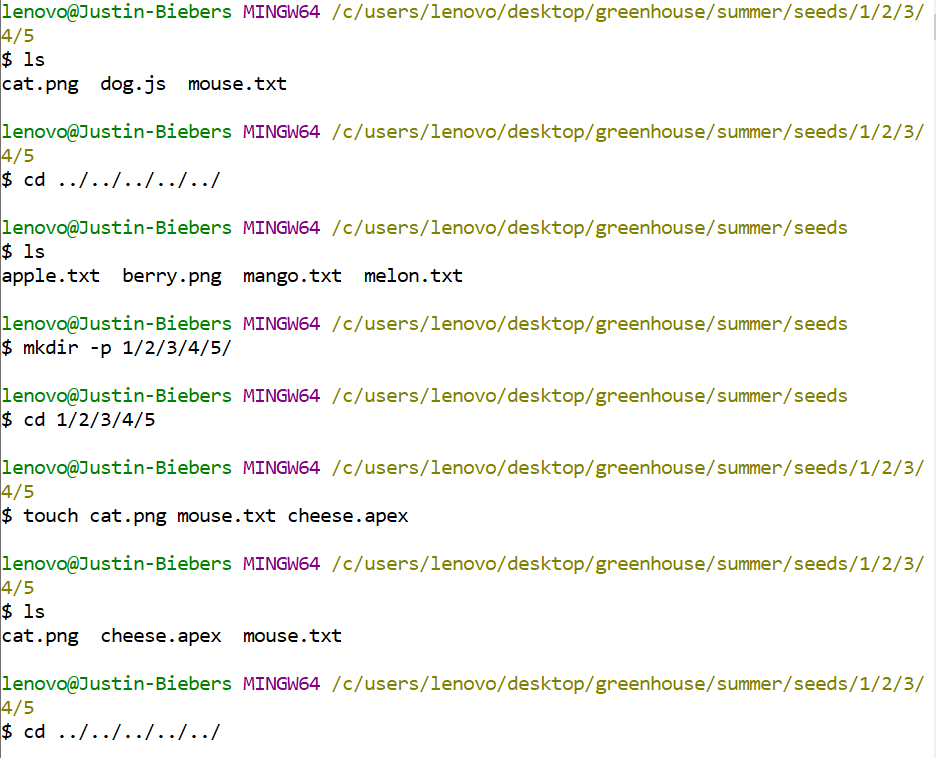 lenovo@Justin-Biebers MINGW64 /c/users/lenovo/desktop/greenhouse/summer/seeds/1/2/3/
4/5
$ ls
cat.png  dog.js  mouse.txt
lenovo@Justin-Biebers MINGW64 /c/users/lenovo/desktop/greenhouse/summer/seeds/1/2/3/
4/5
$ cd ../../../../../
lenovo@Justin-Biebers MINGW64 /c/users/lenovo/desktop/greenhouse/summer/seeds
$ ls
apple.txt  berry.png  mango.txt  melon.txt
lenovo@Justin-Biebers MINGW64 /c/users/lenovo/desktop/greenhouse/summer/seeds
$ mkdir -p 1/2/3/4/5/
lenovo@Justin-Biebers MINGW64 /c/users/lenovo/desktop/greenhouse/summer/seeds
$ cd 1/2/3/4/5
lenovo@Justin-Biebers MINGW64 /c/users/lenovo/desktop/greenhouse/summer/seeds/1/2/3/
4/5
$ touch cat.png mouse.txt cheese.apex
lenovo@Justin-Biebers MINGW64 /c/users/lenovo/desktop/greenhouse/summer/seeds/1/2/3/
4/5
$ ls
cat.png  cheese.apex  mouse.txt
lenovo@Justin-Biebers MINGW64 /c/users/lenovo/desktop/greenhouse/summer/seeds/1/2/3/
4/5
$ cd ../../../../../